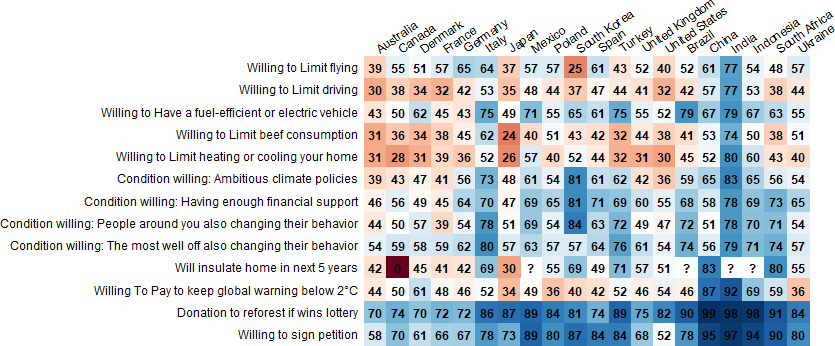 Australia Canada Denmark France Germany Italy Japan Mexico Poland South Korea Spain Turkey United Kingdom United States Brazil China India Indonesia South Africa Ukraine
Willing to Limit flying 39 55 51 57 65 64 37 57 57 25 61 43 52 40 52 61 77 54 48 57
Willing to Limit driving 30 38 34 32 42 53 35 48 44 37 47 44 41 32 42 57 77 53 38 44
Willing to Have a fuel-efficient or electric vehicle 43 50 62 45 43 75 49 71 55 65 61 75 55 52 79 67 79 67 63 55
Willing to Limit beef consumption 31 36 34 38 45 62 24 40 51 43 42 32 44 38 41 53 74 50 38 51
Willing to Limit heating or cooling your home 31 28 31 39 36 52 26 57 40 52 44 32 31 30 45 52 80 60 43 40
Condition willing: Ambitious climate policies 39 43 47 41 56 73 48 61 54 81 61 62 42 36 59 65 83 65 56 54
Condition willing: Having enough financial support 46 56 49 45 64 70 47 69 65 81 71 69 60 55 68 58 78 69 73 65
Condition willing: People around you also changing their behavior 44 50 57 39 54 78 51 69 54 84 63 72 49 47 72 51 78 70 71 54
Condition willing: The most well off also changing their behavior 54 59 58 59 62 80 57 63 57 57 64 76 61 54 74 56 79 71 74 57
Will insulate home in next 5 years 42 0 45 41 42 69 30 ? 55 69 49 71 57 51 ? 83 ? ? 80 55
Willing To Pay to keep global warning below 2°C 44 50 61 48 46 52 34 49 36 40 42 52 46 54 46 87 92 69 59 36
Donation to reforest if wins lottery 70 74 70 72 72 86 87 89 84 81 74 89 75 82 90 99 98 98 91 84
Willing to sign petition 58 70 61 66 67 78 73 89 80 87 84 84 68 52 78 95 97 94 90 80